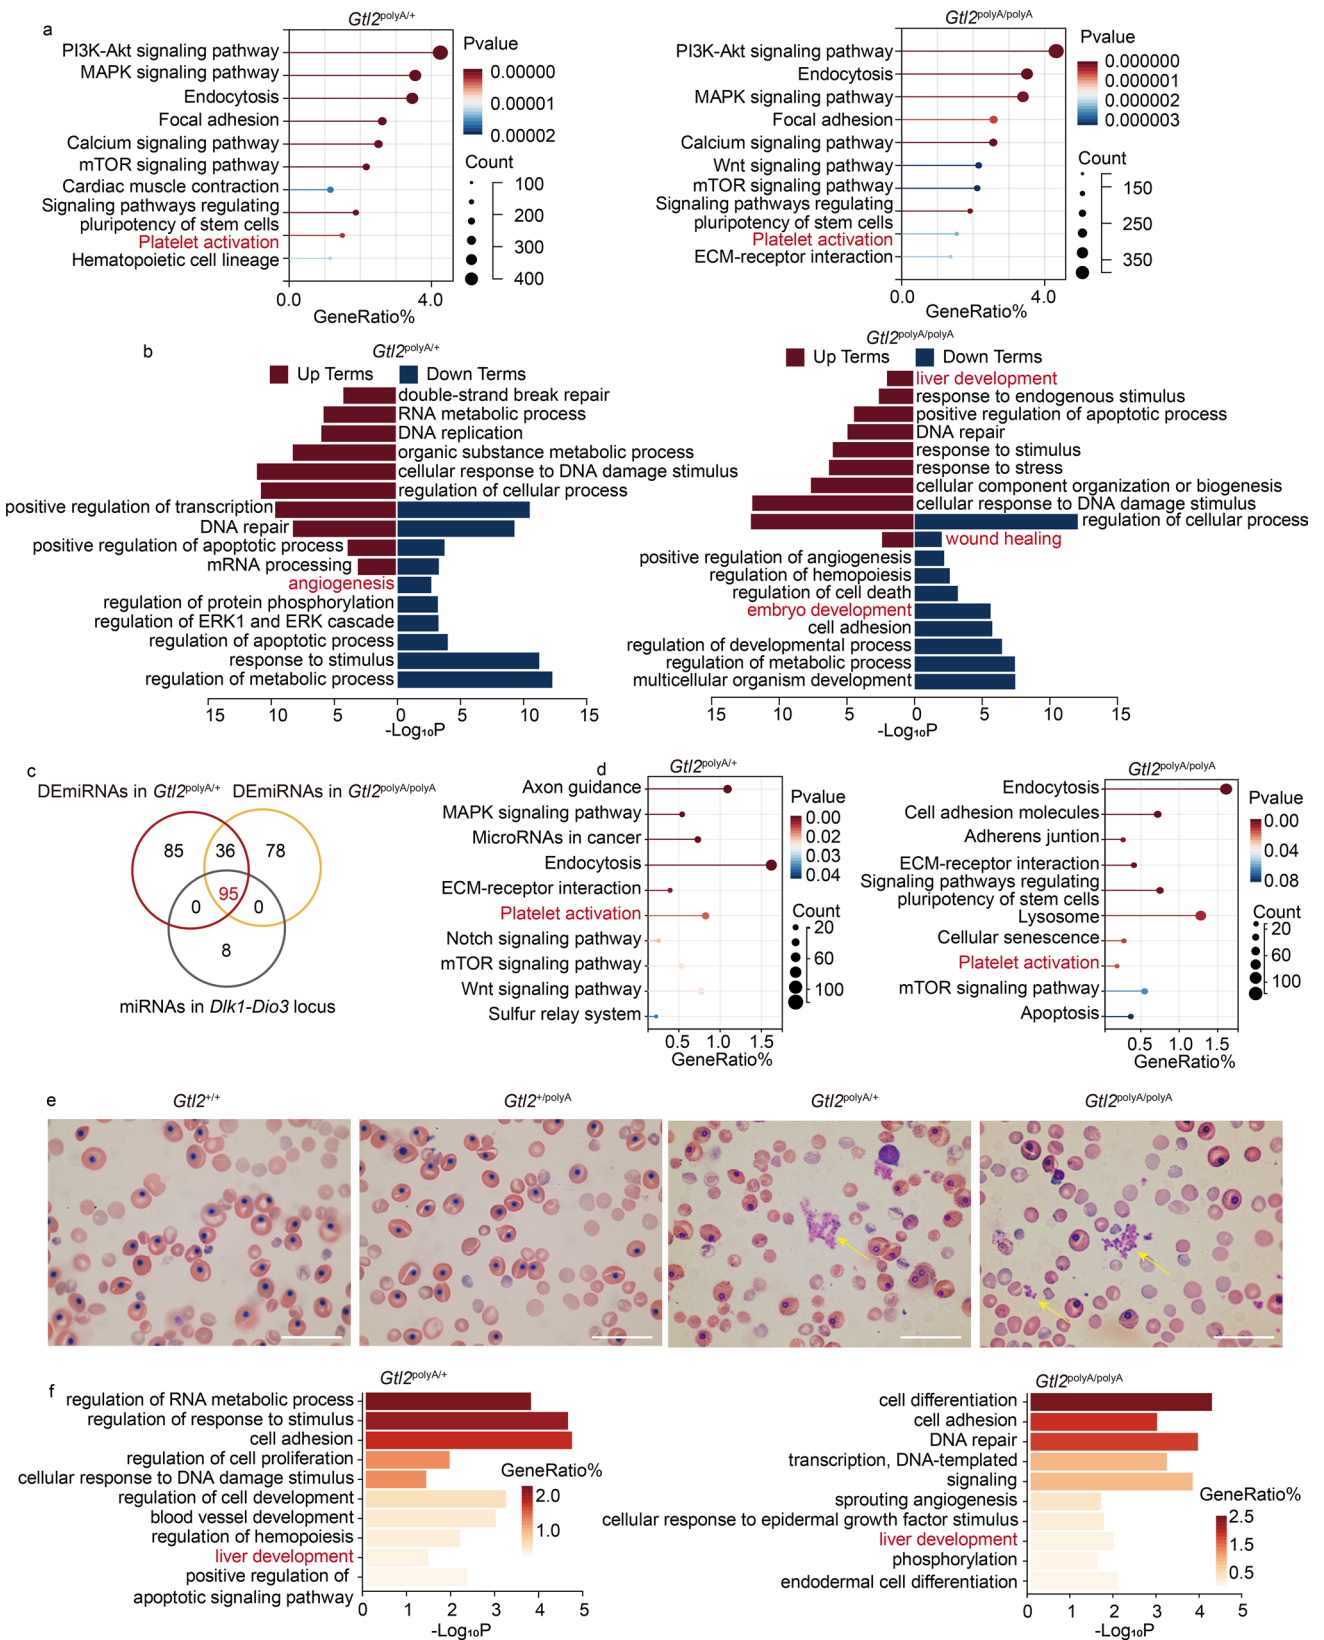 a
Gtl2polyA/+
PI3K-Akt signaling pathway
MAPK signaling pathway
Endocytosis
Focal adhesion
Calcium signaling pathway
mTOR signaling pathway
Cardiac muscle contraction
Signaling pathways regulating
pluripotency of stem cells
Platelet activation
Hematopoietic cell lineage
0.0 4.0
GeneRatio%
Pvalue
0.00000
0.00001
0.00002
Count
100
200
300
400
Gtl2polyA/polyA
PI3K-Akt signaling pathway
Endocytosis
MAPK signaling pathway
Focal adhesion
Calcium signaling pathway
Wnt signaling pathway
mTOR signaling pathway
Signaling pathways regulating
pluripotency of stem cells
Platelet activation
ECM-receptor interaction
0.0 4.0
GeneRatio%
Pvalue
0.000000
0.000001
0.000002
0.000003
Count
150
250
350
b
Gtl2polyA/+
Up Terms Down Terms
double-strand break repair
RNA metabolic process
DNA replication
organic substance metabolic process
cellular response to DNA damage stimulus
regulation of cellular process
positive regulation of transcription
DNA repair
positive regulation of apoptotic process
mRNA processing
angiogenesis
regulation of protein phosphorylation
regulation of ERK1 and ERK cascade
regulation of apoptotic process
response to stimulus
regulation of metabolic process
15 10 5 0 5 10 15
-Log₁₀P
Gtl2polyA/polyA
Up Terms Down Terms
liver development
response to endogenous stimulus
positive regulation of apoptotic process
DNA repair
response to stimulus
response to stress
cellular component organization or biogenesis
cellular response to DNA damage stimulus
regulation of cellular process
wound healing
positive regulation of angiogenesis
regulation of hemopoiesis
regulation of cell death
embryo development
cell adhesion
regulation of developmental process
regulation of metabolic process
multicellular organism development
15 10 5 0 5 10 15
-Log₁₀P
c
DEmiRNAs in Gtl2polyA/+ DEmiRNAs in Gtl2polyA/polyA
85 36 78
95
0 0
8
miRNAs in Dlk1-Dio3 locus
d
Gtl2polyA/+
Axon guidance
MAPK signaling pathway
MicroRNAs in cancer
Endocytosis
ECM-receptor interaction
Platelet activation
Notch signaling pathway
mTOR signaling pathway
Wnt signaling pathway
Sulfur relay system
0.5 1.0 1.5
GeneRatio%
Pvalue
0.00
0.02
0.03
0.04
Count
20
60
100
Gtl2polyA/polyA
Endocytosis
Cell adhesion molecules
Adherens juntion
ECM-receptor interaction
Signaling pathways regulating
pluripotency of stem cells
Lysosome
Cellular senescence
Platelet activation
mTOR signaling pathway
Apoptosis
0.5 1.0 1.5
GeneRatio%
Pvalue
0.00
0.04
0.08
Count
20
60
100
e
Gtl2+/+ Gtl2+/polyA Gtl2polyA/+ Gtl2polyA/polyA
f
Gtl2polyA/+
regulation of RNA metabolic process
regulation of response to stimulus
cell adhesion
regulation of cell proliferation
cellular response to DNA damage stimulus
regulation of cell development
blood vessel development
regulation of hemopoiesis
liver development
positive regulation of
apoptotic signaling pathway
0 1 2 3 4 5
-Log₁₀P
GeneRatio%
2.0
1.0
Gtl2polyA/polyA
cell differentiation
cell adhesion
DNA repair
transcription, DNA-templated
signaling
sprouting angiogenesis
cellular response to epidermal growth factor stimulus
liver development
phosphorylation
endodermal cell differentiation
0 1 2 3 4 5
-Log₁₀P
GeneRatio%
2.5
1.5
0.5